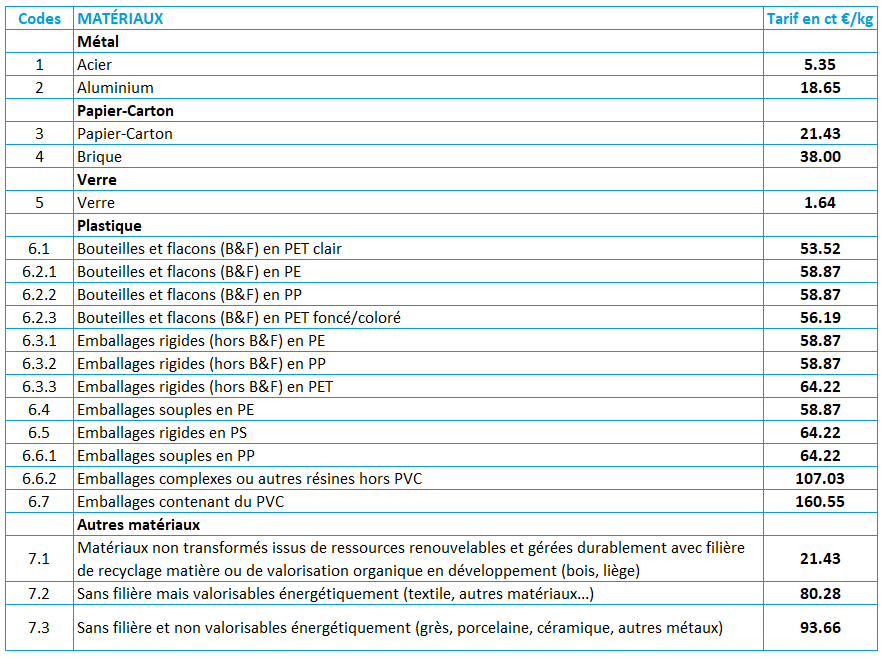 Codes MATÉRIAUX Tarif en ct €/kg
Métal
1 Acier 5.35
2 Aluminium 18.65
Papier-Carton
3 Papier-Carton 21.43
4 Brique 38.00
Verre
5 Verre 1.64
Plastique
6.1 Bouteilles et flacons (B&F) en PET clair 53.52
6.2.1 Bouteilles et flacons (B&F) en PE 58.87
6.2.2 Bouteilles et flacons (B&F) en PP 58.87
6.2.3 Bouteilles et flacons (B&F) en PET foncé/coloré 56.19
6.3.1 Emballages rigides (hors B&F) en PE 58.87
6.3.2 Emballages rigides (hors B&F) en PP 58.87
6.3.3 Emballages rigides (hors B&F) en PET 64.22
6.4 Emballages souples en PE 58.87
6.5 Emballages rigides en PS 64.22
6.6.1 Emballages souples en PP 64.22
6.6.2 Emballages complexes ou autres résines hors PVC 107.03
6.7 Emballages contenant du PVC 160.55
Autres matériaux
7.1 Matériaux non transformés issus de ressources renouvelables et gérées durablement avec filière
de recyclage matière ou de valorisation organique en développement (bois, liège) 21.43
7.2 Sans filière mais valorisables énergétiquement (textile, autres matériaux...) 80.28
7.3 Sans filière et non valorisables énergétiquement (grès, porcelaine, céramique, autres métaux) 93.66